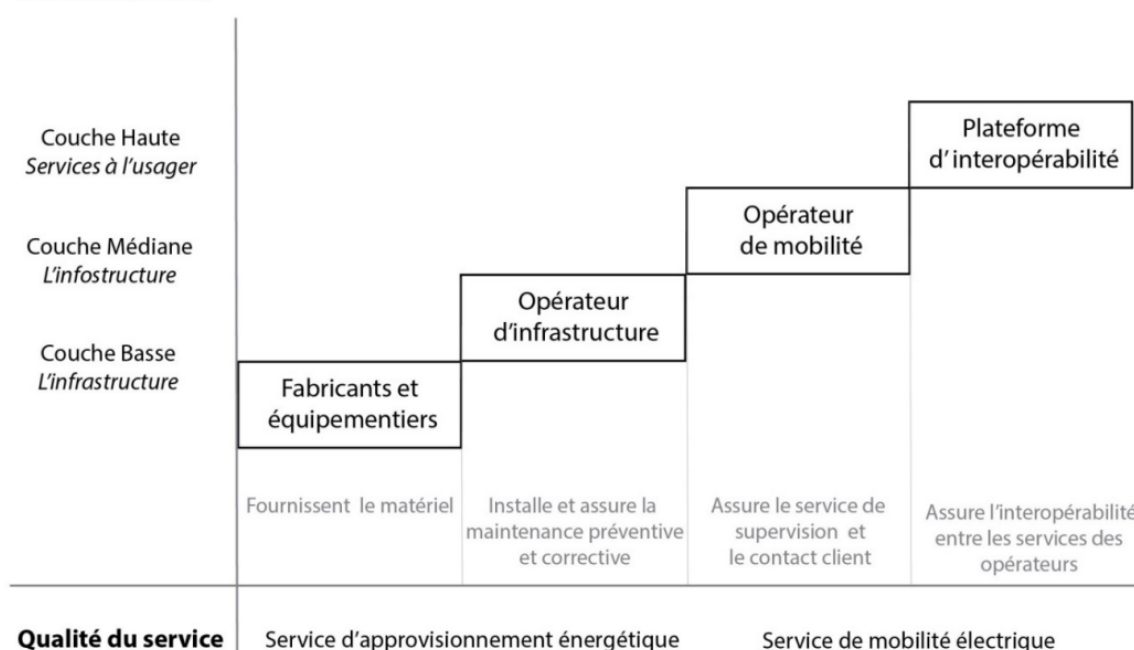 Couche Haute
Services à l'usager
Couche Médiane
L'infostructure
Couche Basse
L'infrastructure
Plateforme
d'interopérabilité
Opérateur
de mobilité
Opérateur
d'infrastructure
Fabricants et
équipementiers
Fournissent le matériel
Installe et assure la
maintenance préventive
et corrective
Assure le service de
supervision et
le contact client
Assure l'interopérabilité
entre les services des
opérateurs
Qualité du service
Service d'approvisionnement énergétique
Service de mobilité électrique